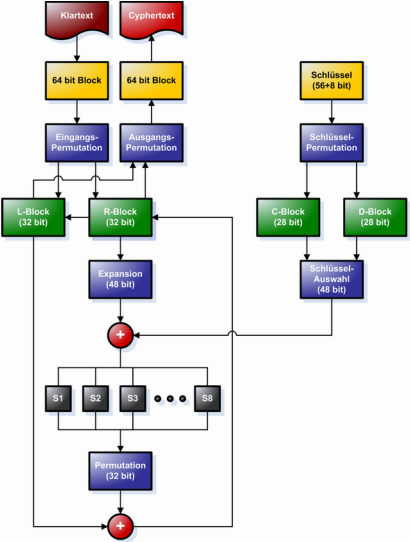 Klartext
Cyphertext
64 bit Block
64 bit Block
Schlüssel
(56+8 bit)
Eingangs-
Permutation
Ausgangs-
Permutation
Schlüssel-
Permutation
L-Block
(32 bit)
R-Block
(32 bit)
C-Block
(28 bit)
D-Block
(28 bit)
Expansion
(48 bit)
Schlüssel-
Auswahl
(48 bit)
+
S1
S2
S3
S8
Permutation
(32 bit)
+